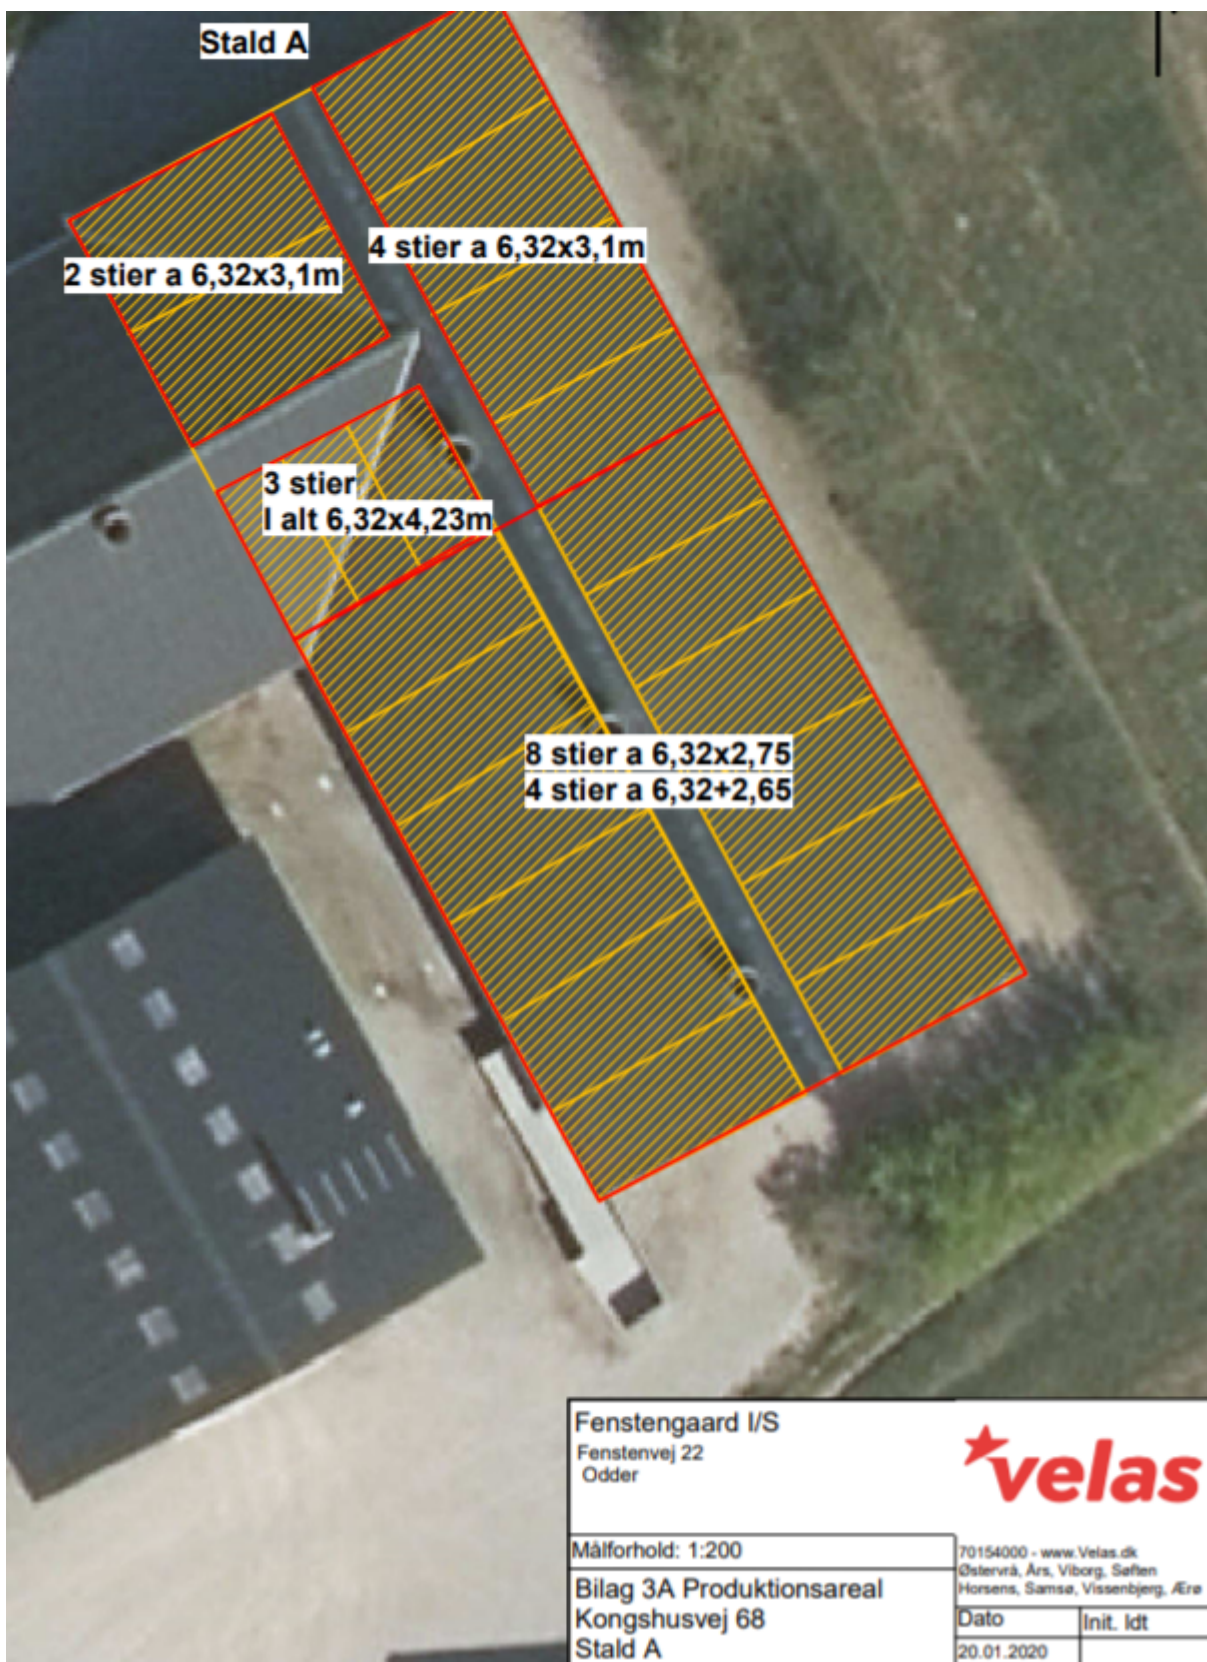 Stald A
4 stier a 6,32x3,1m
2 stier a 6,32x3,1m
3 stier
I alt 6,32x4,23m
8 stier a 6,32x2,75
4 stier a 6,32+2,65
Fenstengaard I/S
Fenstenvej 22
Odder
velas
Målforhold: 1:200
70154000 - www.Velas.dk
Østervrå, Års, Viborg, Søften
Horsens, Samsø, Vissenbjerg, Ærø
Bilag 3A Produktionsareal
Kongshusvej 68
Stald A
Dato
Init. ldt
20.01.2020